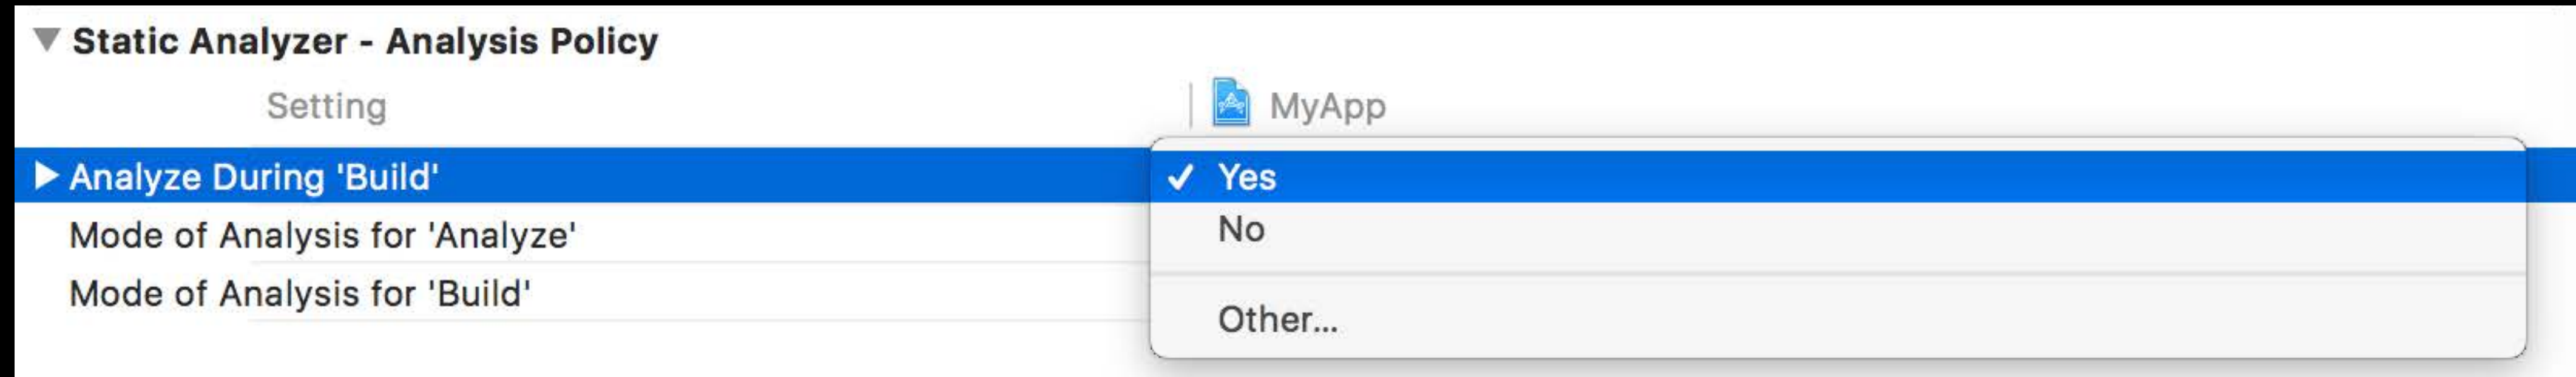 Static Analyzer - Analysis Policy
Setting
MyApp
Analyze During 'Build'
Yes
No
Mode of Analysis for 'Analyze'
Mode of Analysis for 'Build'
Other...